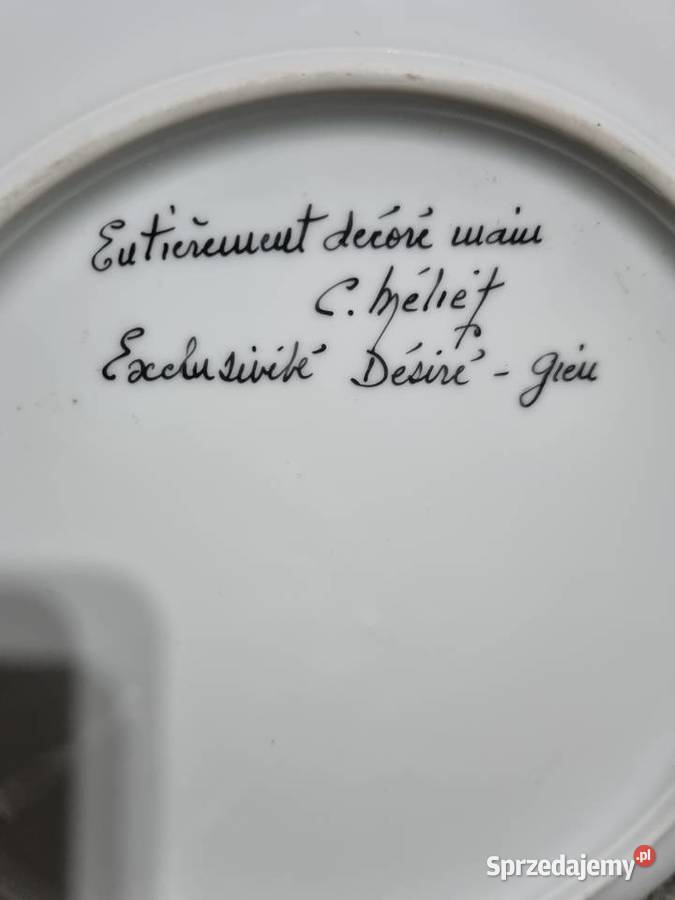 Entièrement décoré main
C. Méliet
Exclusivité Désiré - Gien
Sprzedajemy.pl